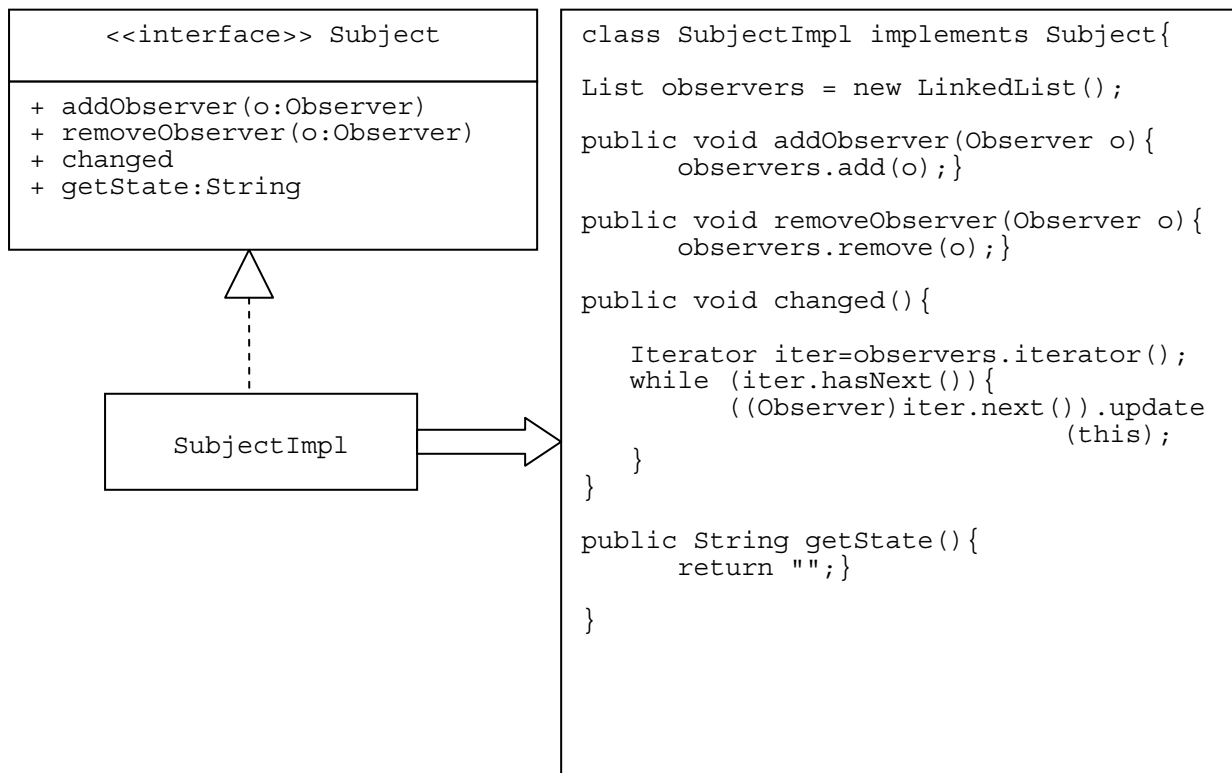 <<interface>> Subject
+ addObserver(o:Observer)
+ removeObserver(o:Observer)
+ changed
+ getState:String
SubjectImpl
class SubjectImpl implements Subject{
List observers = new LinkedList();
public void addObserver(Observer o){
observers.add(o);}
public void removeObserver(Observer o){
observers.remove(o);}
public void changed(){
Iterator iter=observers.iterator();
while (iter.hasNext()){
((Observer)iter.next()).update
(this);
}
}
public String getState(){
return "";}
}